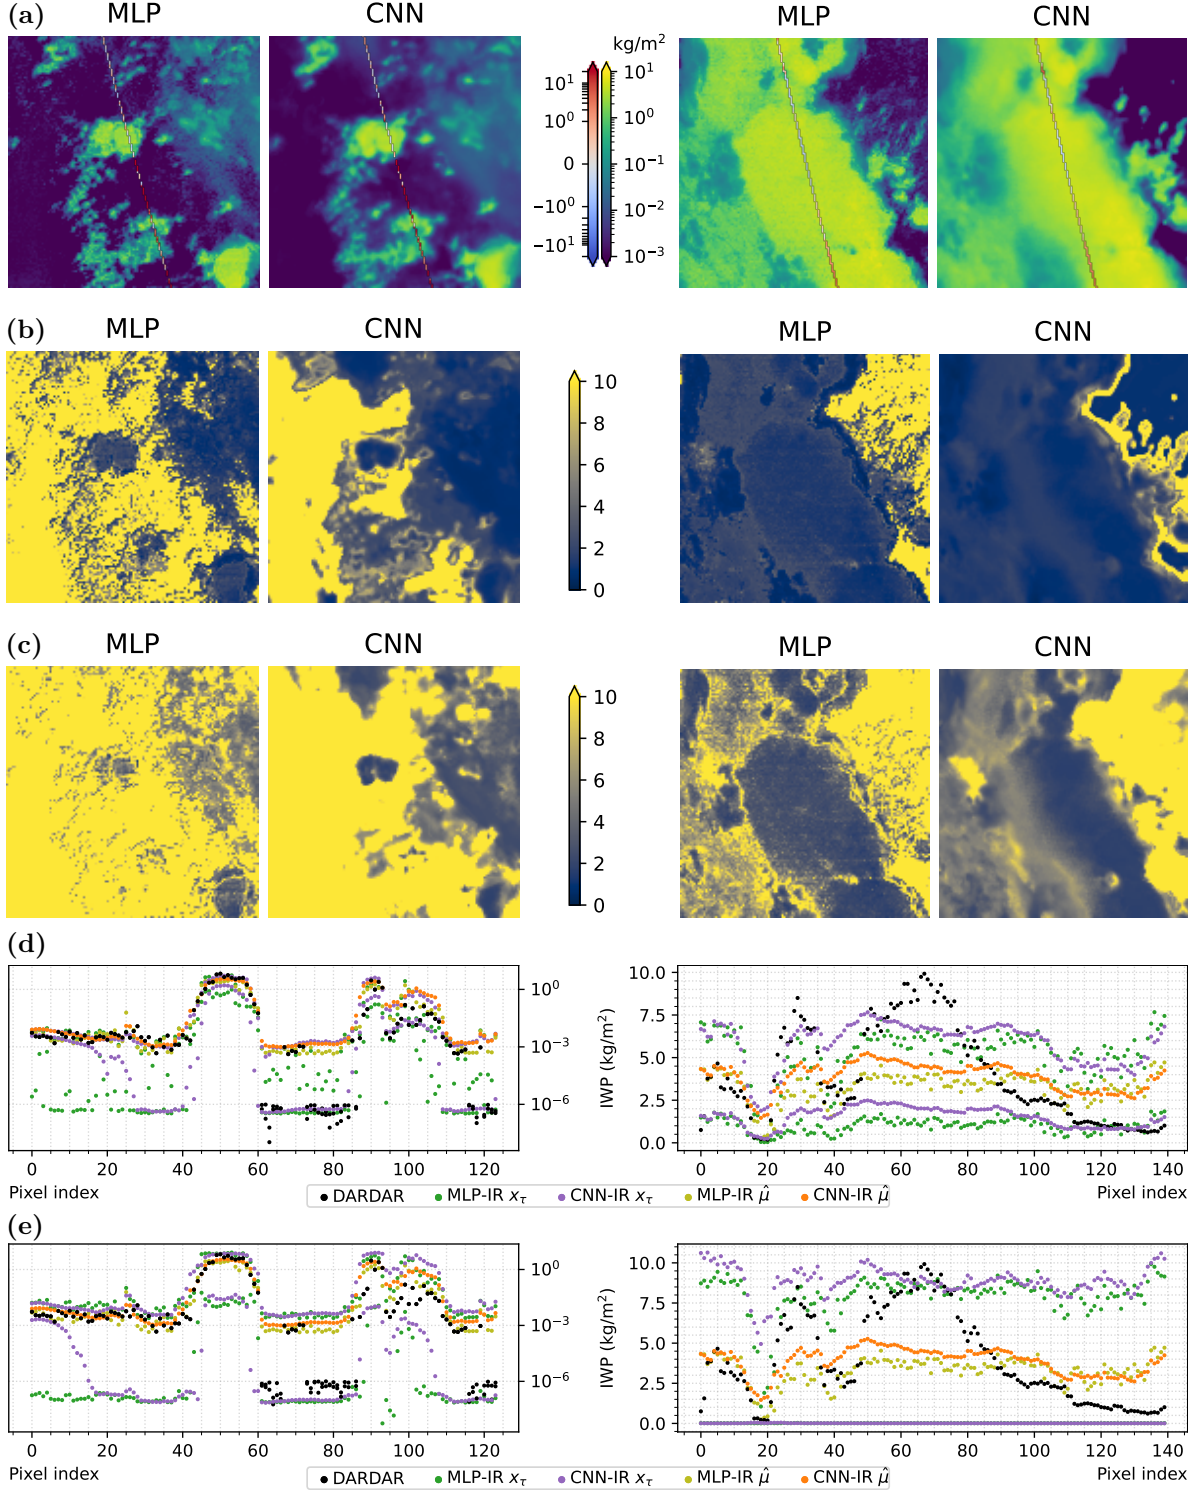 (a) MLP CNN MLP CNN
kg/m²
10¹ 10¹
10⁰ 10⁰
0 10⁻¹
−10⁰ 10⁻²
−10¹ 10⁻³
(b) MLP CNN MLP CNN
10
8
6
4
2
0
(c) MLP CNN MLP CNN
10
8
6
4
2
0
(d)
10⁰
10⁻³
10⁻⁶
0 20 40 60 80 100 120
Pixel index
IWP (kg/m²)
10.0
7.5
5.0
2.5
0.0
0 20 40 60 80 100 120 140
Pixel index
DARDAR MLP-IR x_τ CNN-IR x_τ MLP-IR μ̂ CNN-IR μ̂
(e)
10⁰
10⁻³
10⁻⁶
0 20 40 60 80 100 120
Pixel index
IWP (kg/m²)
10.0
7.5
5.0
2.5
0.0
0 20 40 60 80 100 120 140
Pixel index
DARDAR MLP-IR x_τ CNN-IR x_τ MLP-IR μ̂ CNN-IR μ̂